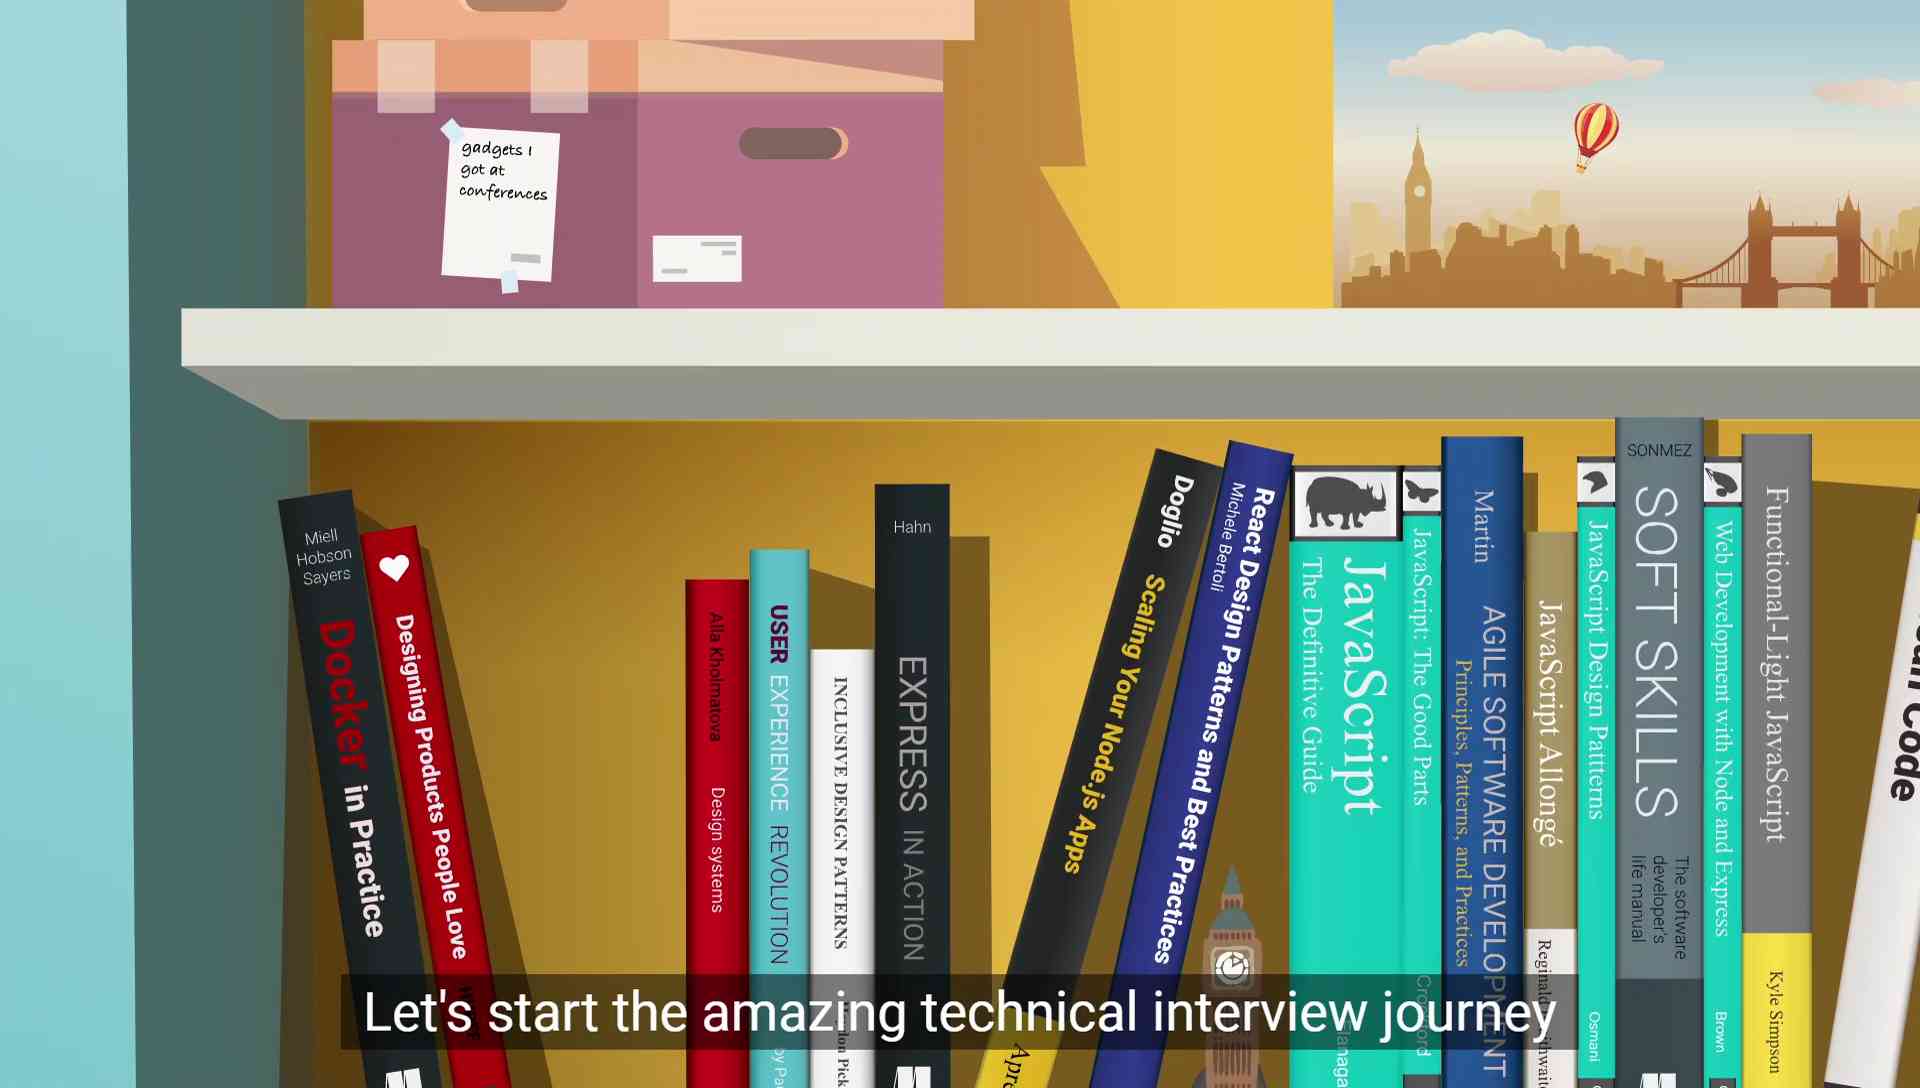 gadgets I
got at
conferences
Miell
Hobson
Sayers
Docker in Practice
Designing Products People Love
Alla Kholmatova Design systems
USER EXPERIENCE REVOLUTION
by
INCLUSIVE DESIGN PATTERNS
Hahn
EXPRESS IN ACTION
Doglio Scaling Your Node.js Apps
React Design Patterns and Best Practices
Michele Bertoli
JavaScript
The Definitive Guide
JavaScript: The Good Parts
Martin AGILE SOFTWARE DEVELOPMENT
Principles, Patterns, and Practices
JavaScript Allongé
JavaScript Design Patterns Osmani
SONMEZ
SOFT SKILLS
The software
developer's
life manual
Web Development with Node and Express Brown
Functional-Light JavaScript
Kyle Simpson
Code
Let's start the amazing technical interview journey